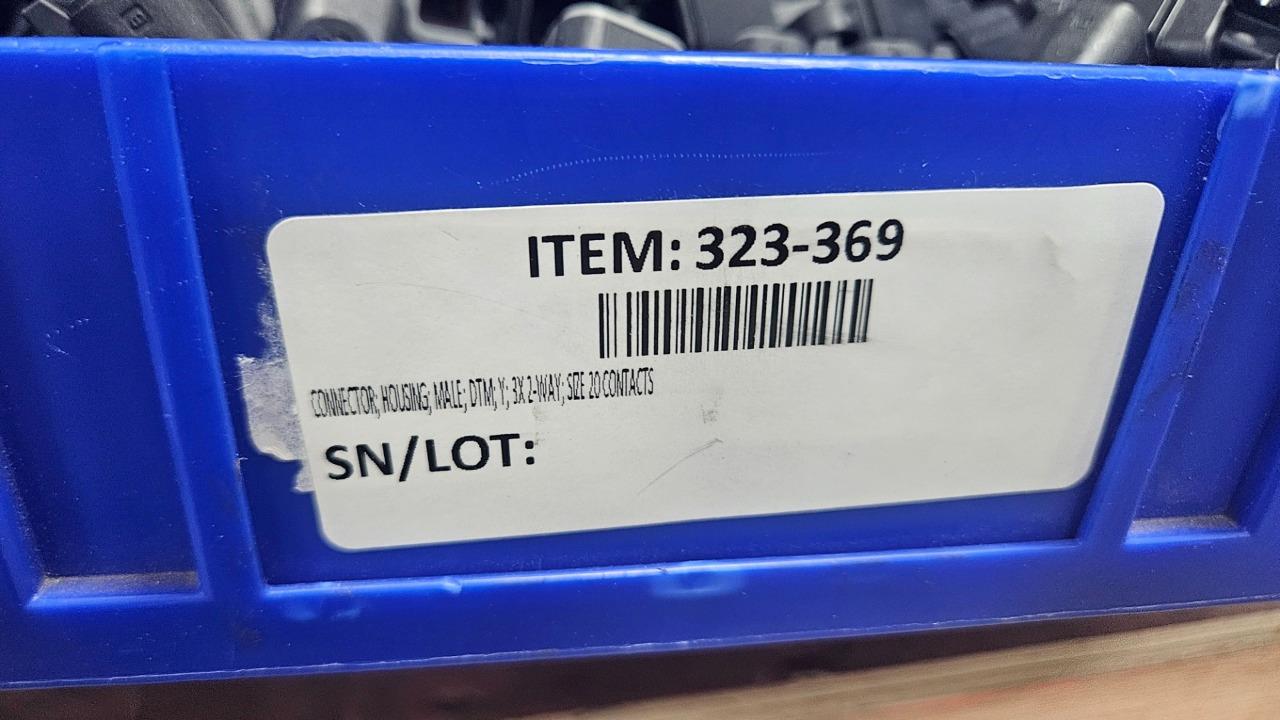 ITEM: 323-369
CONNECTOR; HOUSING; MALE; DTM; Y; 3X 2-WAY; SIZE 20 CONTACTS
SN/LOT: